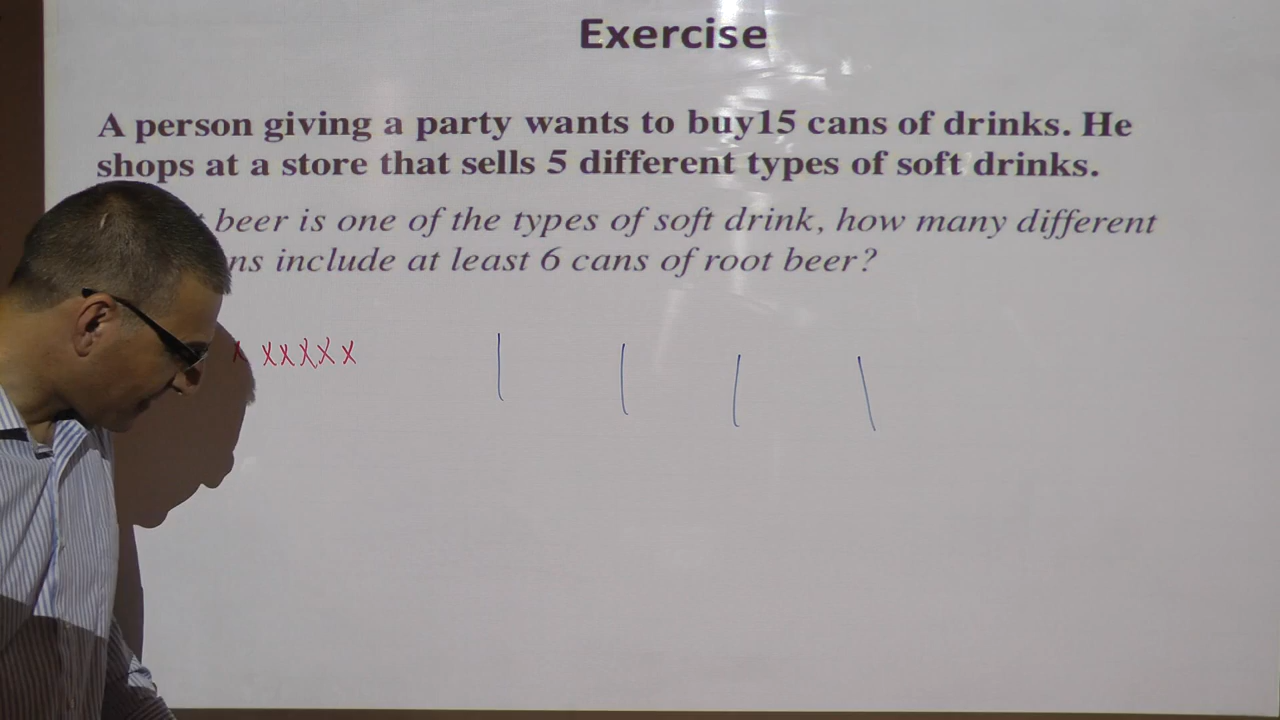 Exercise
A person giving a party wants to buy15 cans of drinks. He
shops at a store that sells 5 different types of soft drinks.
beer is one of the types of soft drink, how many different
include at least 6 cans of root beer?
x xxxxx | | | |